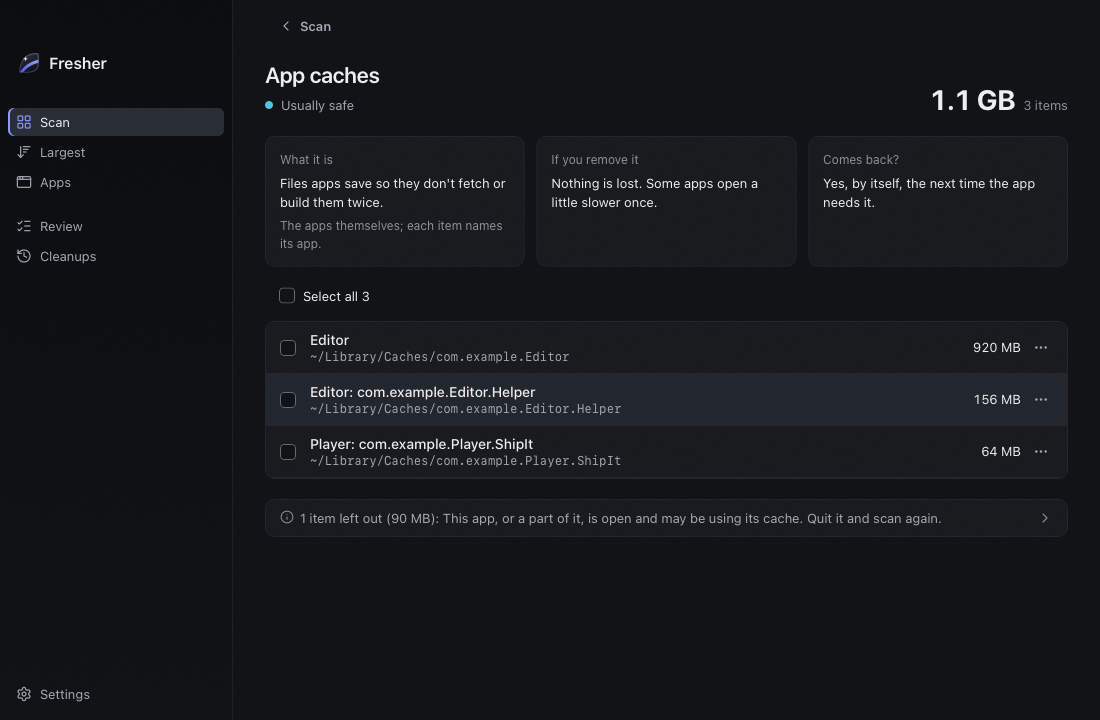 Scan
Fresher
App caches
Usually safe
1.1 GB 3 items
Scan
Largest
Apps
Review
Cleanups
What it is
Files apps save so they don't fetch or
build them twice.
The apps themselves; each item names
its app.
If you remove it
Nothing is lost. Some apps open a
little slower once.
Comes back?
Yes, by itself, the next time the app
needs it.
Select all 3
Editor
~/Library/Caches/com.example.Editor
920 MB
Editor: com.example.Editor.Helper
~/Library/Caches/com.example.Editor.Helper
156 MB
Player: com.example.Player.ShipIt
~/Library/Caches/com.example.Player.ShipIt
64 MB
1 item left out (90 MB): This app, or a part of it, is open and may be using its cache. Quit it and scan again.
Settings